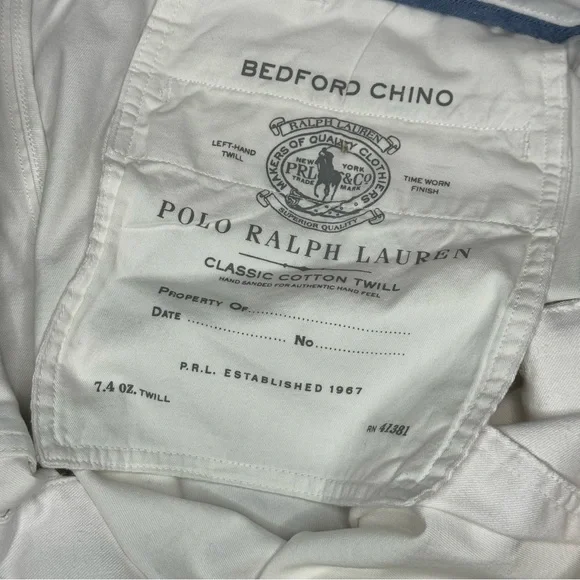 BEDFORD CHINO
RALPH LAUREN
MAKERS OF QUALITY CLOTHIERS
LEFT-HAND
TWILL
NEW YORK
PRL &CO
TRADE MARK
TIME WORN
FINISH
SUPERIOR QUALITY
POLO RALPH LAUREN
CLASSIC COTTON TWILL
HAND SANDED FOR AUTHENTIC HAND FEEL
PROPERTY OF
DATE No
P.R.L. ESTABLISHED 1967
7.4 OZ. TWILL
RN 41381